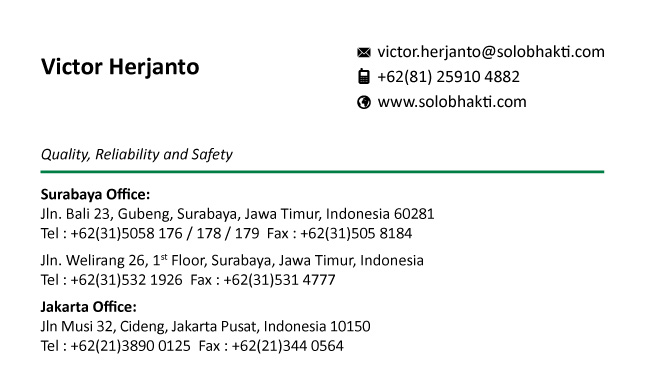 Victor Herjanto
victor.herjanto@solobhakti.com
+62(81) 25910 4882
www.solobhakti.com
Quality, Reliability and Safety
Surabaya Office:
Jln. Bali 23, Gubeng, Surabaya, Jawa Timur, Indonesia 60281
Tel : +62(31)5058 176 / 178 / 179  Fax : +62(31)505 8184
Jln. Welirang 26, 1st Floor, Surabaya, Jawa Timur, Indonesia
Tel : +62(31)532 1926  Fax : +62(31)531 4777
Jakarta Office:
Jln Musi 32, Cideng, Jakarta Pusat, Indonesia 10150
Tel : +62(21)3890 0125  Fax : +62(21)344 0564